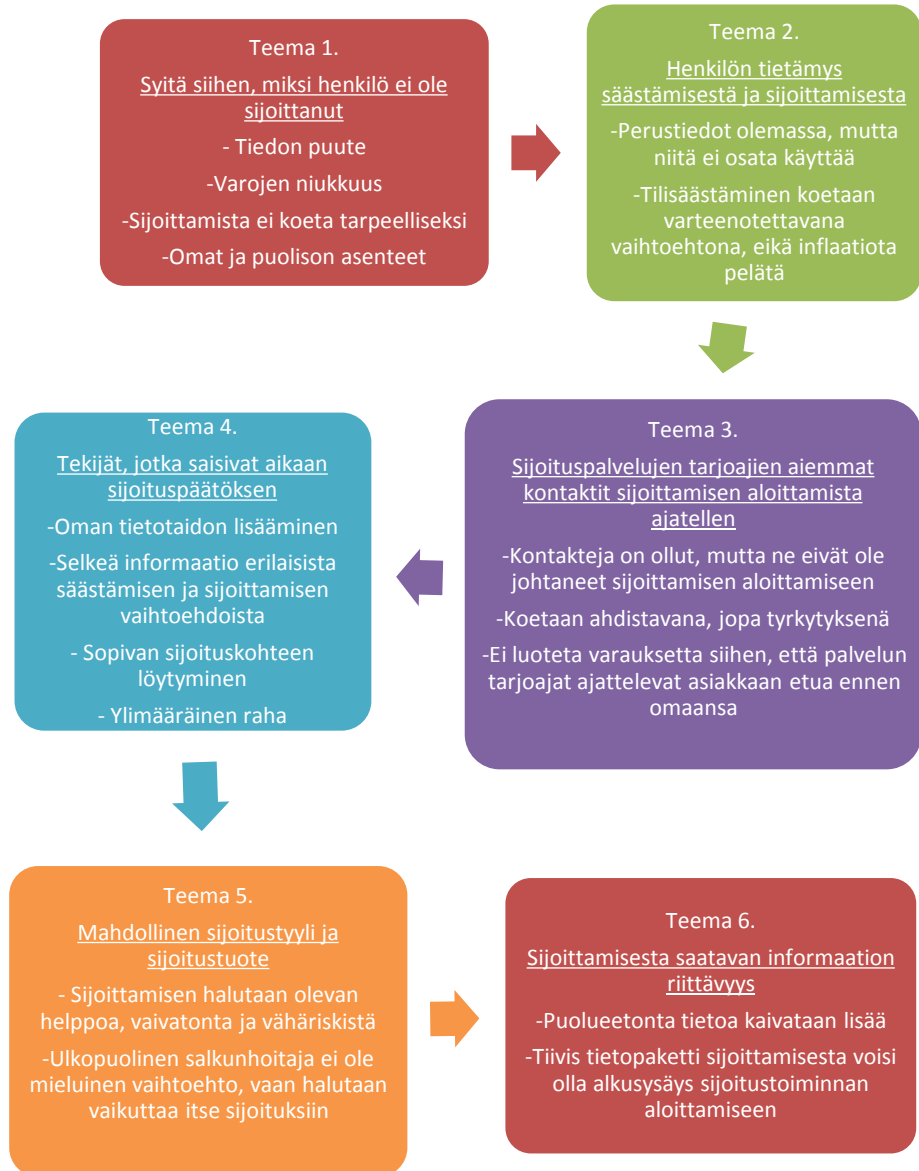 Teema 1.
Syitä siihen, miksi henkilö ei ole
sijoittanut
- Tiedon puute
-Varojen niukkuus
-Sijoittamista ei koeta tarpeelliseksi
-Omat ja puolison asenteet
Teema 2.
Henkilön tietämys
säästämisestä ja sijoittamisesta
-Perustiedot olemassa, mutta
niitä ei osata käyttää
-Tilisäästäminen koetaan
varteenotettavana
vaihtoehtona, eikä inflaatiota
pelätä
Teema 3.
Sijoituspalvelujen tarjoajien aiemmat
kontaktit sijoittamisen aloittamista
ajatellen
-Kontakteja on ollut, mutta ne eivät ole
johtaneet sijoittamisen aloittamiseen
-Koetaan ahdistavana, jopa tyrkytyksenä
-Ei luoteta varauksetta siihen, että palvelun
tarjoajat ajattelevat asiakkaan etua ennen
omaansa
Teema 4.
Tekijät, jotka saisivat aikaan
sijoituspäätöksen
-Oman tietotaidon lisääminen
-Selkeä informaatio erilaisista
säästämisen ja sijoittamisen
vaihtoehdoista
- Sopivan sijoituskohteen
löytyminen
- Ylimääräinen raha
Teema 5.
Mahdollinen sijoitustyyli ja
sijoitustuote
- Sijoittamisen halutaan olevan
helppoa, vaivatonta ja vähäriskistä
-Ulkopuolinen salkunhoitaja ei ole
mieluinen vaihtoehto, vaan halutaan
vaikuttaa itse sijoituksiin
Teema 6.
Sijoittamisesta saatavan informaation
riittävyys
-Puolueetonta tietoa kaivataan lisää
-Tiivis tietopaketti sijoittamisesta voisi
olla alkusysäys sijoitustoiminnan
aloittamiseen